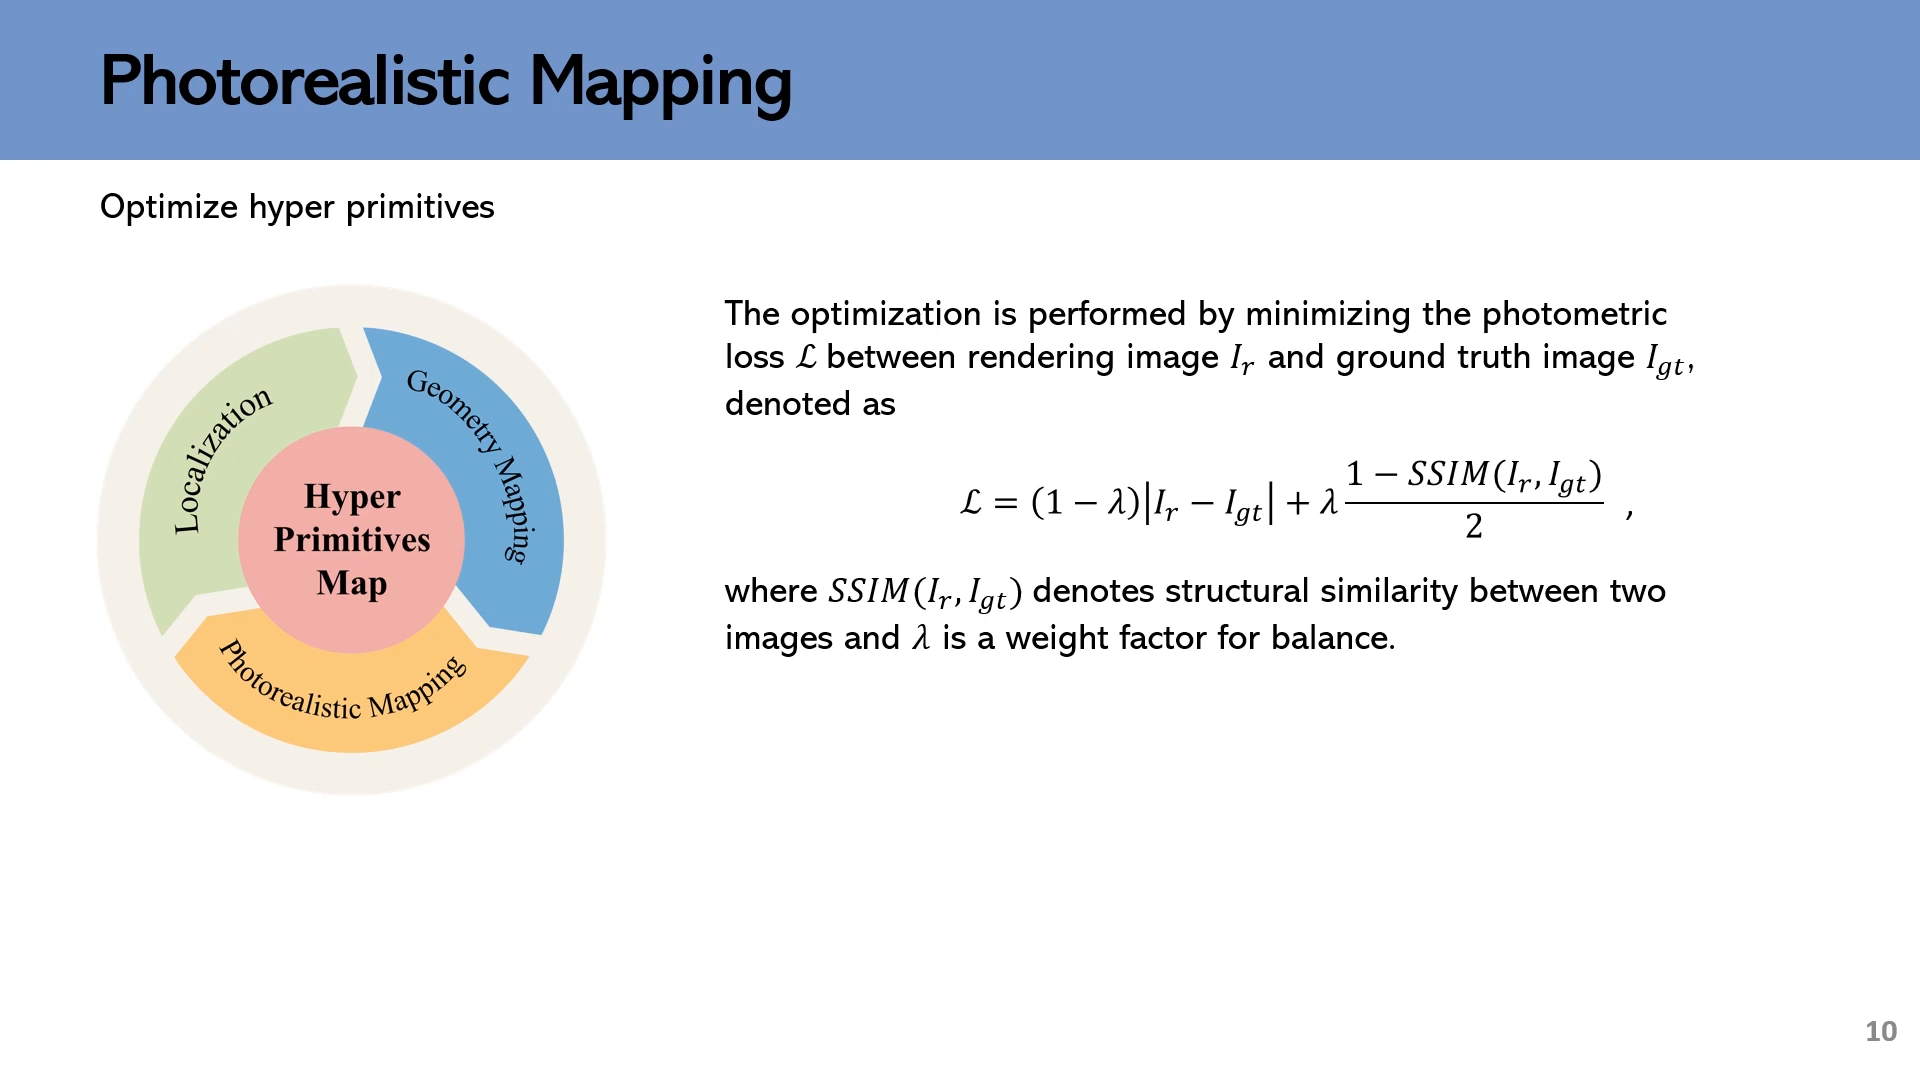 Photorealistic Mapping
Optimize hyper primitives
Localization
Geometry Mapping
Hyper
Primitives
Map
Photorealistic Mapping
The optimization is performed by minimizing the photometric
loss ℒ between rendering image 𝐼_𝑟 and ground truth image 𝐼_𝑔𝑡,
denoted as
ℒ = (1 − 𝜆)|𝐼_𝑟 − 𝐼_𝑔𝑡| + 𝜆 (1 − 𝑆𝑆𝐼𝑀(𝐼_𝑟, 𝐼_𝑔𝑡))/2 ,
where 𝑆𝑆𝐼𝑀(𝐼_𝑟, 𝐼_𝑔𝑡) denotes structural similarity between two
images and 𝜆 is a weight factor for balance.
10